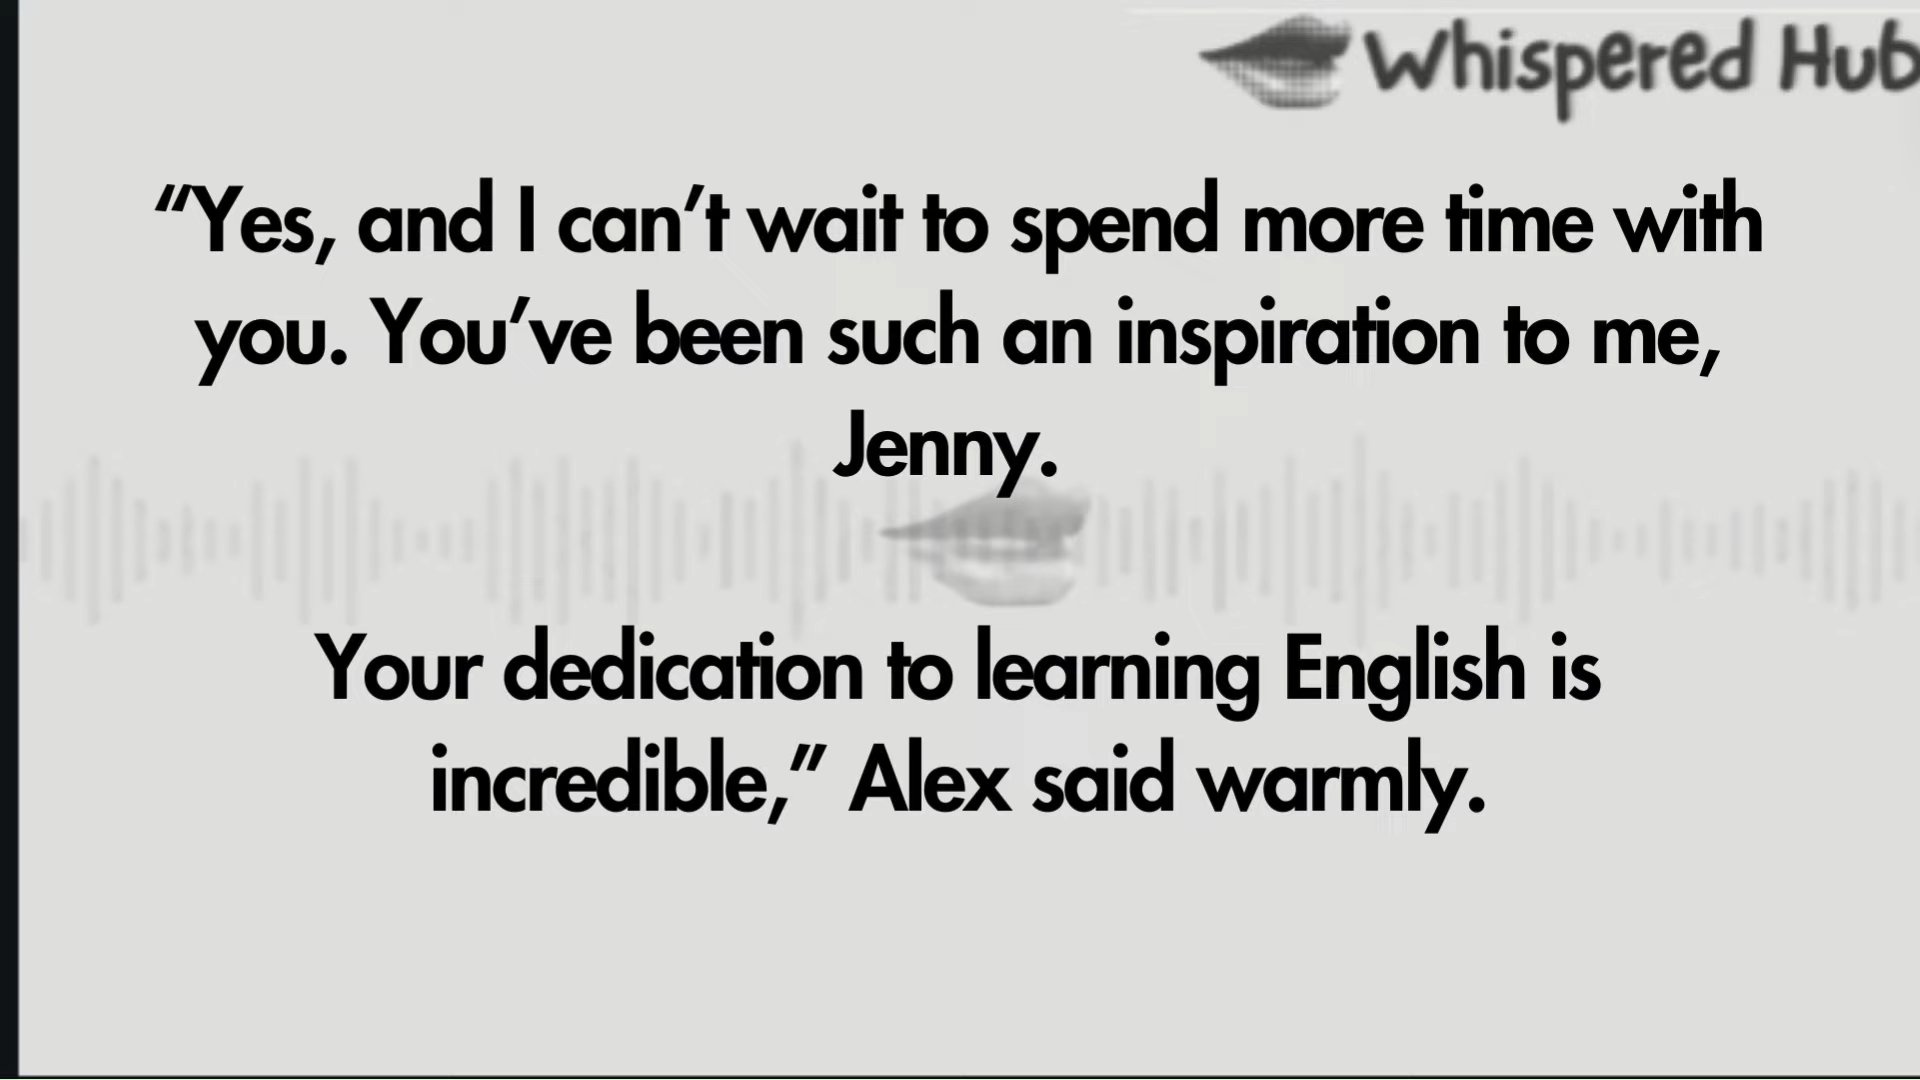 Whispered Hub
“Yes, and I can’t wait to spend more time with
you. You’ve been such an inspiration to me,
Jenny.
Your dedication to learning English is
incredible,” Alex said warmly.